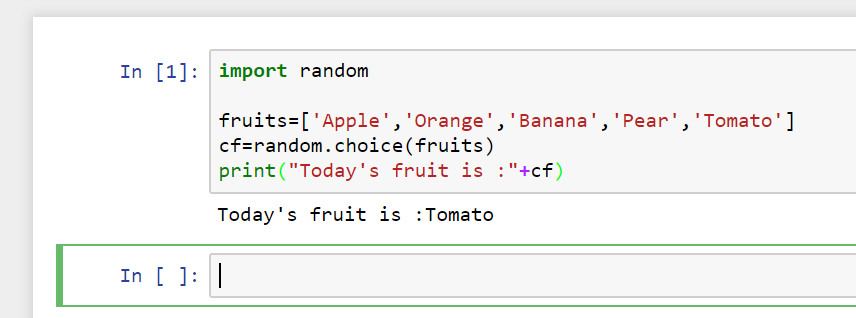 In [1]: import random
fruits=['Apple','Orange','Banana','Pear','Tomato']
cf=random.choice(fruits)
print("Today's fruit is :"+cf)
Today's fruit is :Tomato
In [ ]: